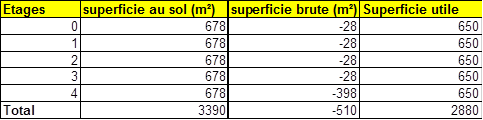 Etages superficie au sol (m²) superficie brute (m²) Superficie utile
0 678 -28 650
1 678 -28 650
2 678 -28 650
3 678 -28 650
4 678 -398 650
Total 3390 -510 2880